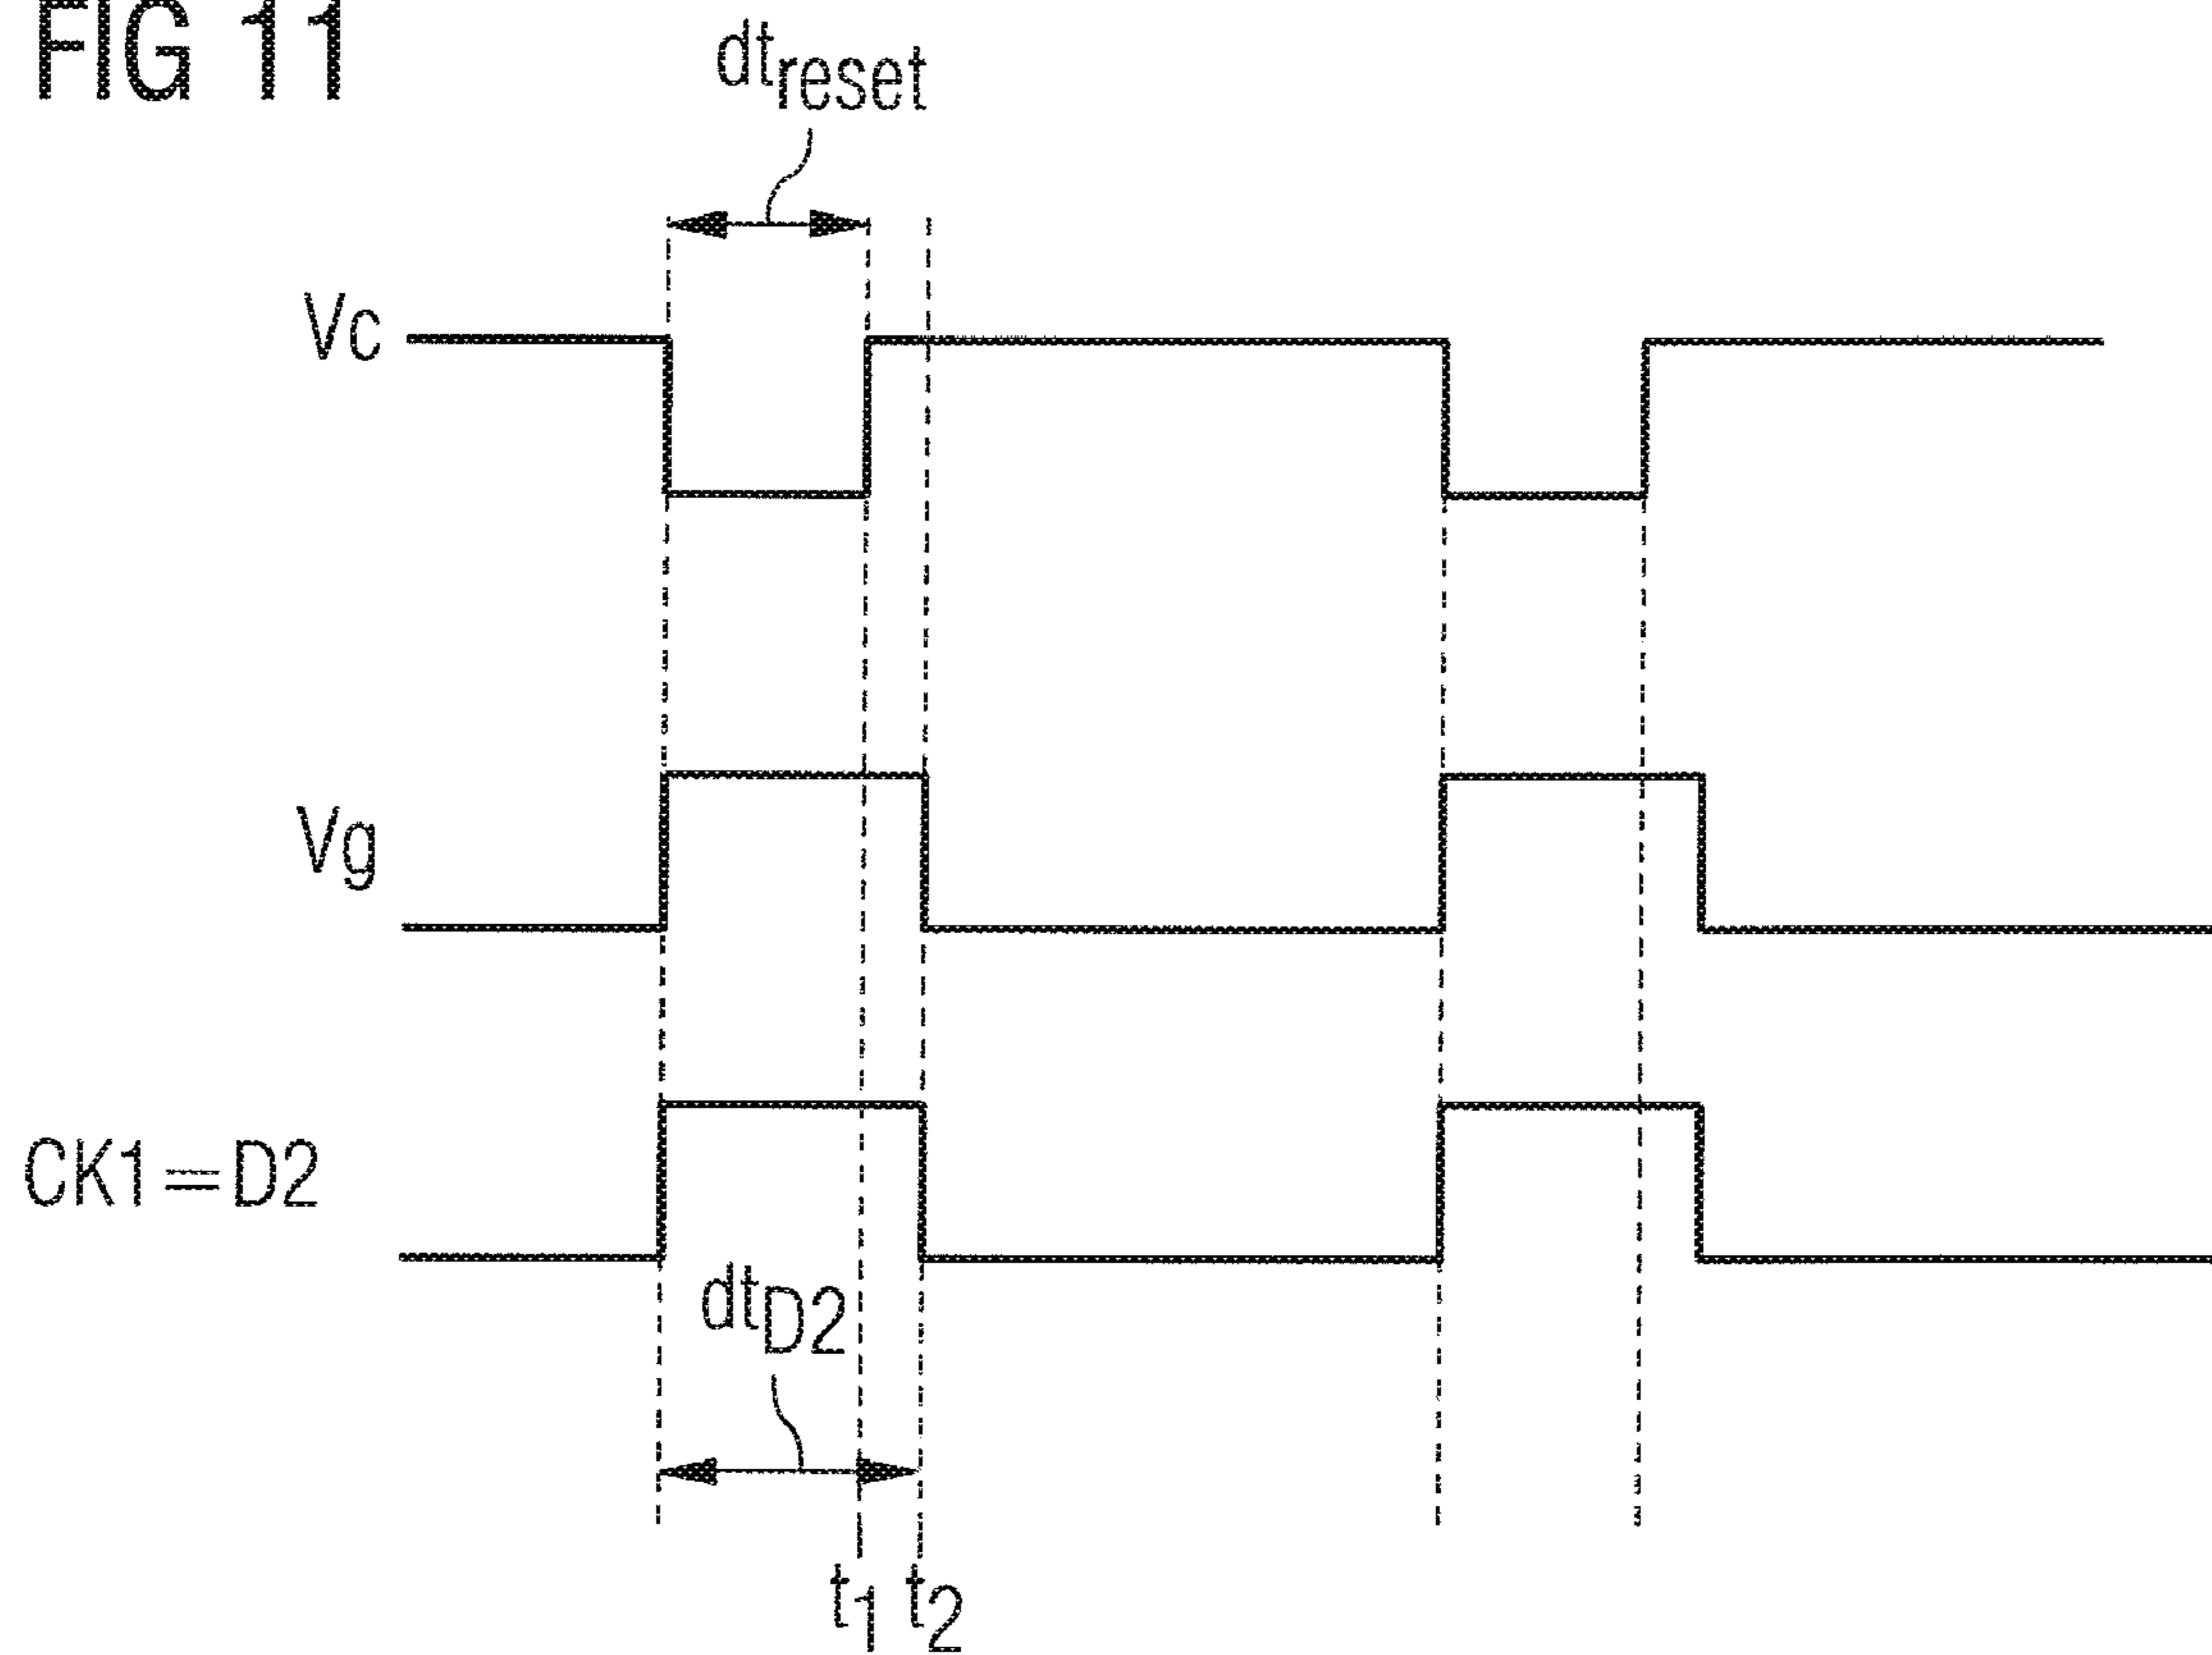 FIG 11
dtreset
Vc
Vg
CK1=D2
dtD2
t1 t2